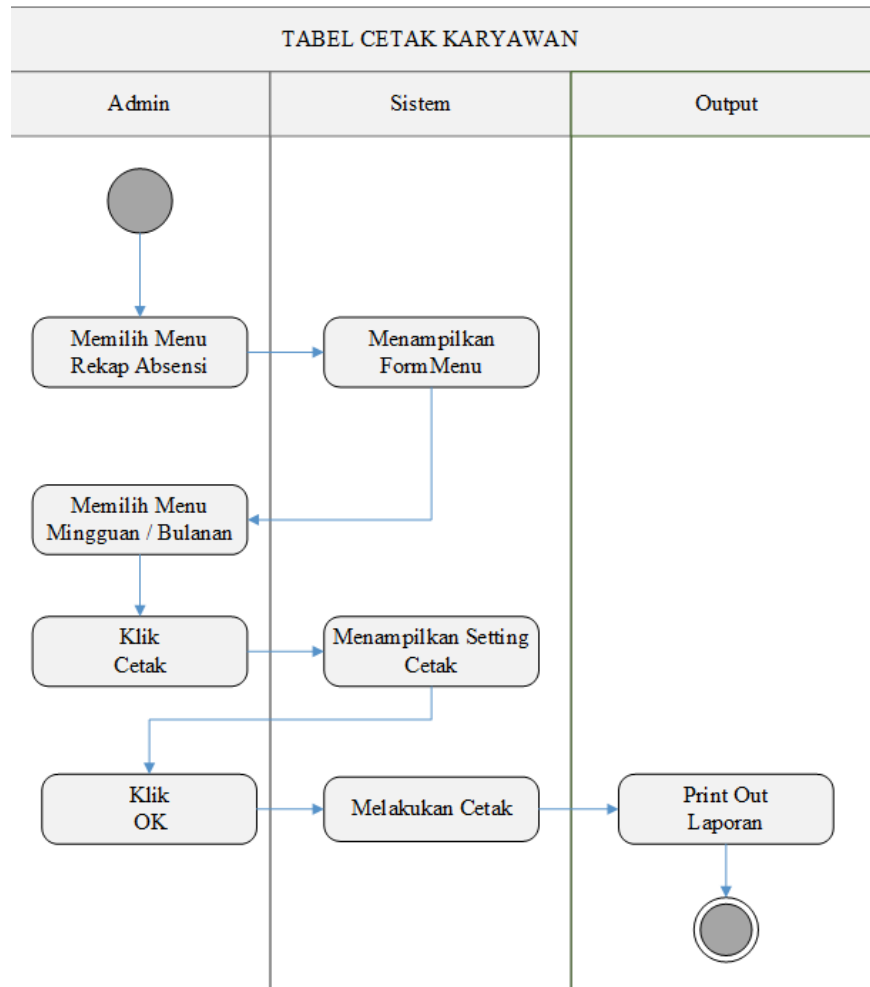 TABEL CETAK KARYAWAN
Admin
Sistem
Output
Memilih Menu
Rekap Absensi
Menampilkan
FormMenu
Memilih Menu
Mingguan / Bulanan
Klik
Cetak
Menampilkan Setting
Cetak
Klik
OK
Melakukan Cetak
Print Out
Laporan